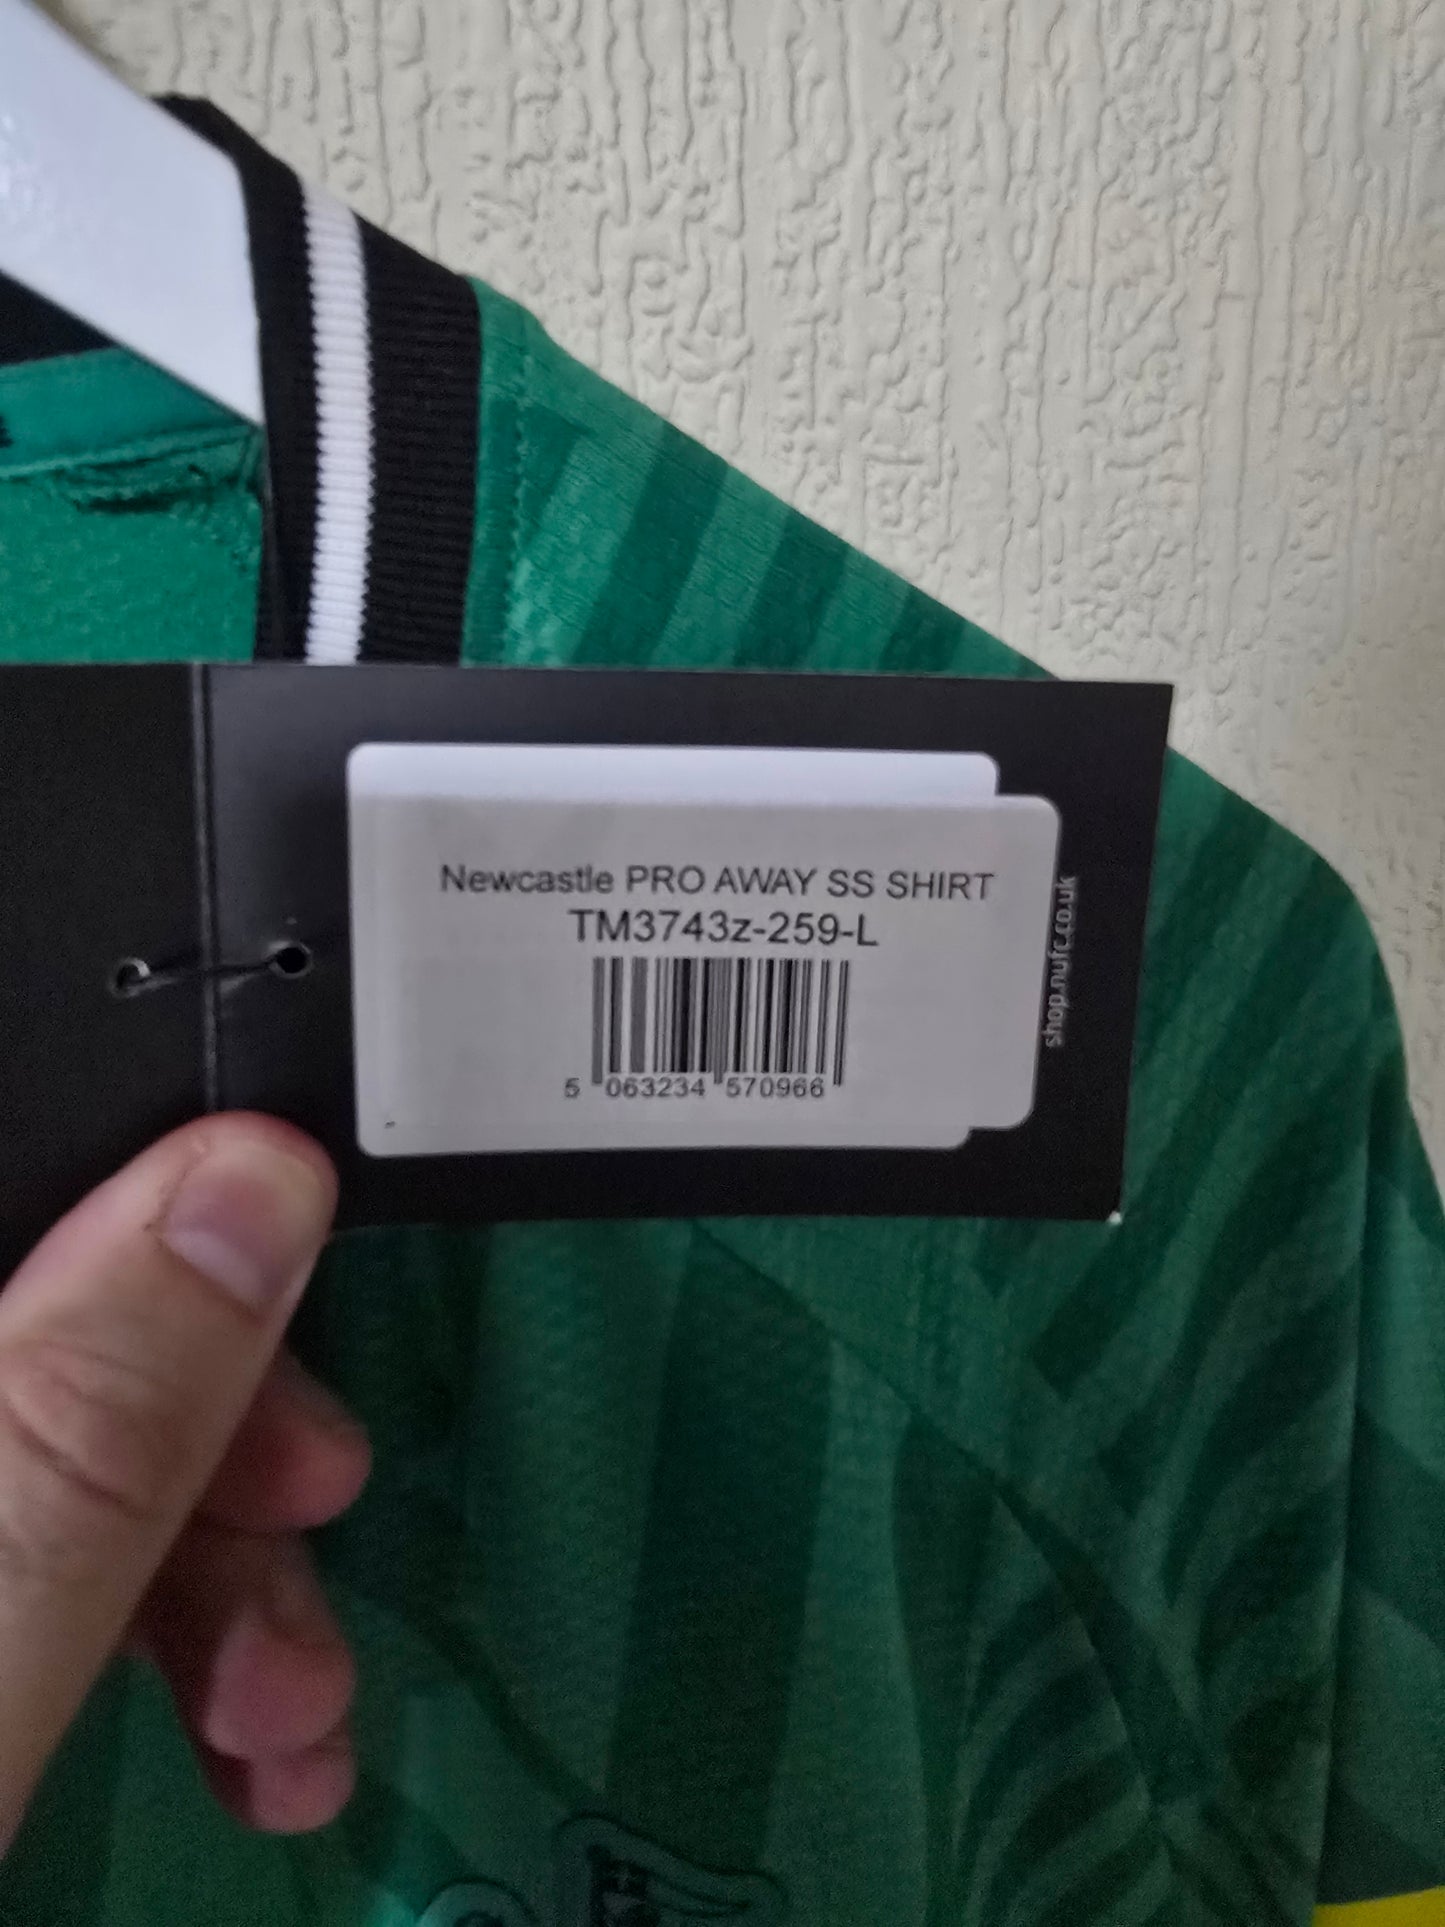 Newcastle PRO AWAY SS SHIRT
TM3743z-259-L
5 063234 570966
shop.nufc.co.uk